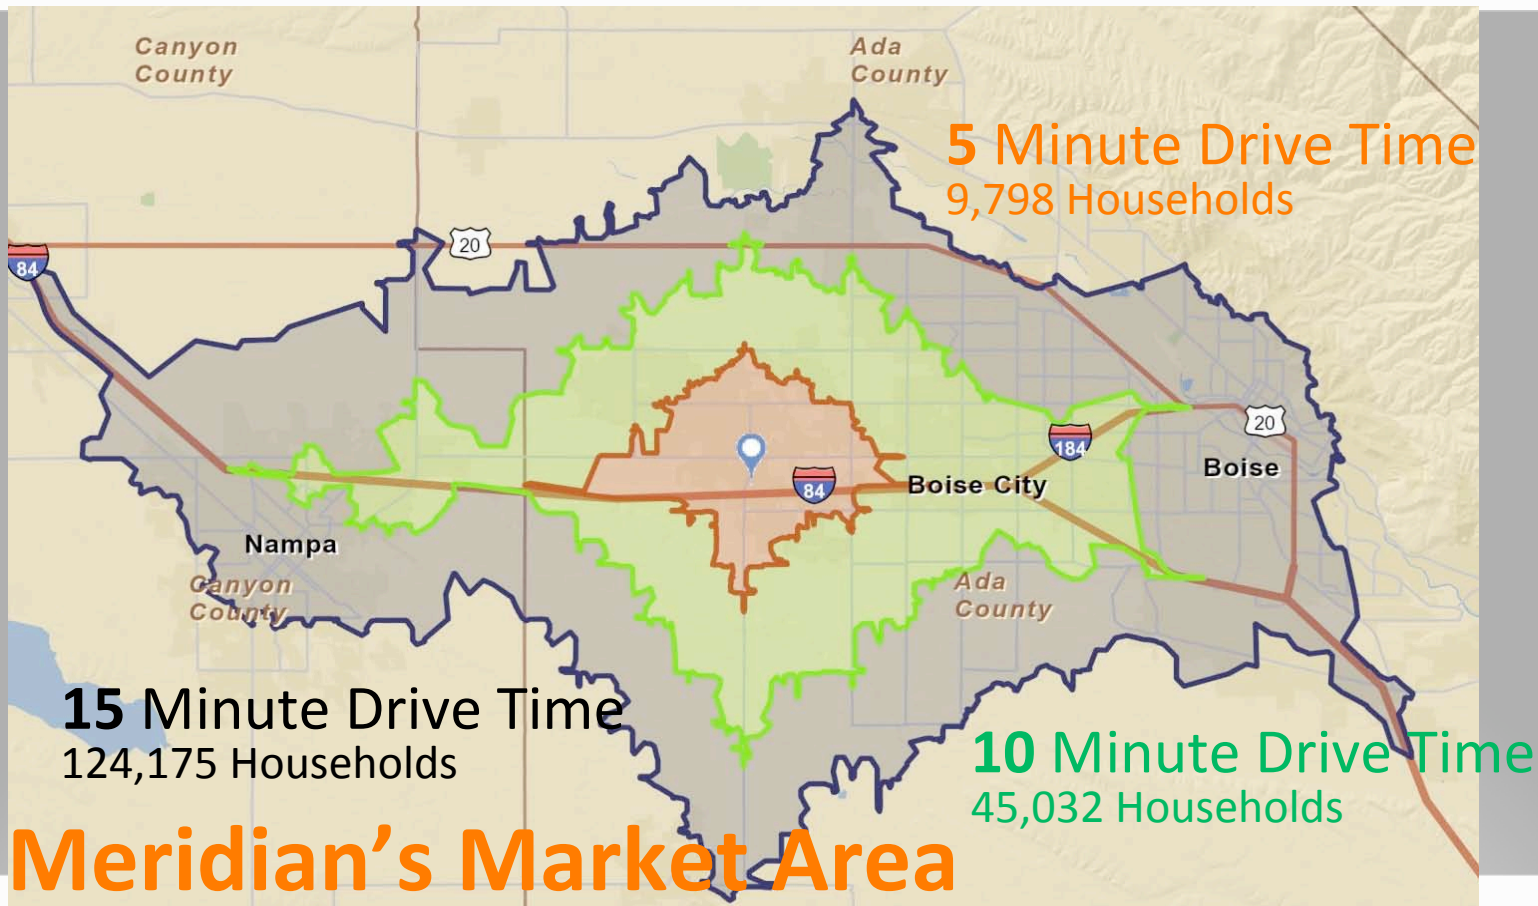 Canyon
County
Ada
County
5 Minute Drive Time
9,798 Households
20
84
20
184
Boise
84
Boise City
Nampa
Canyon
County
Ada
County
15 Minute Drive Time
124,175 Households
10 Minute Drive Time
45,032 Households
Meridian’s Market Area